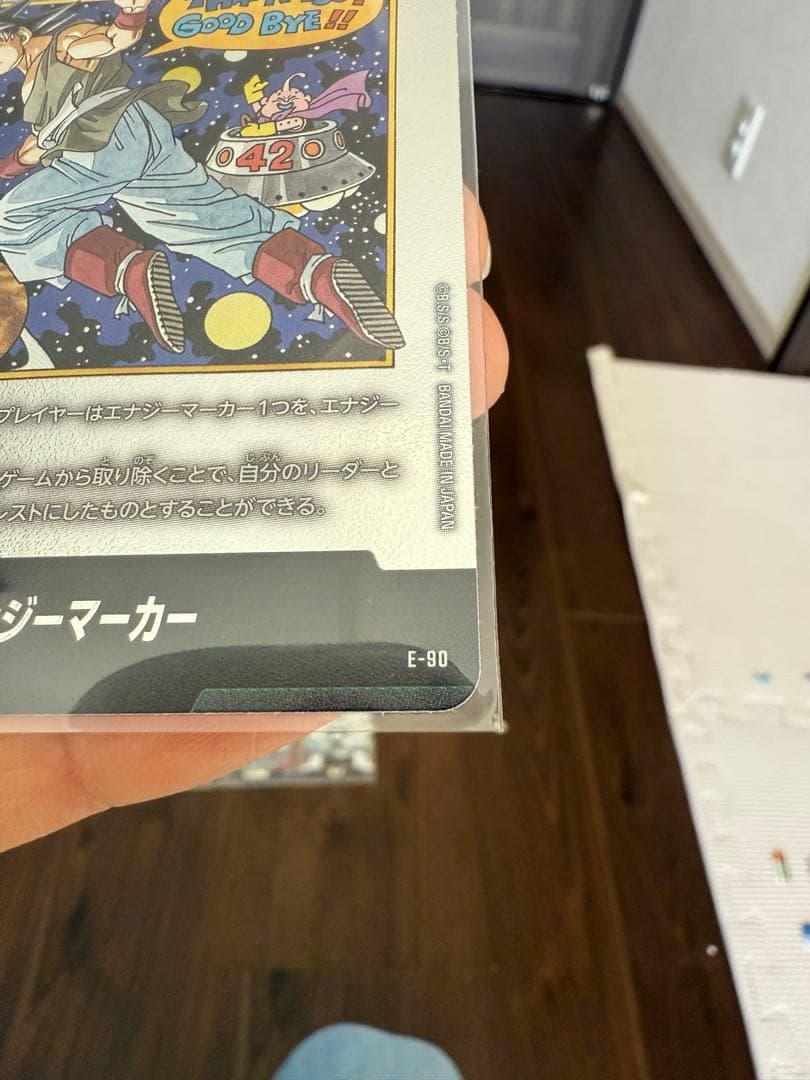 GOOD BYE!!
42
プレイヤーはエナジーマーカー1つを、エナジー
ゲームから取り除くことで、自分のリーダーと
レストにしたものとすることができる。
ジーマーカー
E-90
©B.S/S ©B/S・T BANDAI MADE IN JAPAN